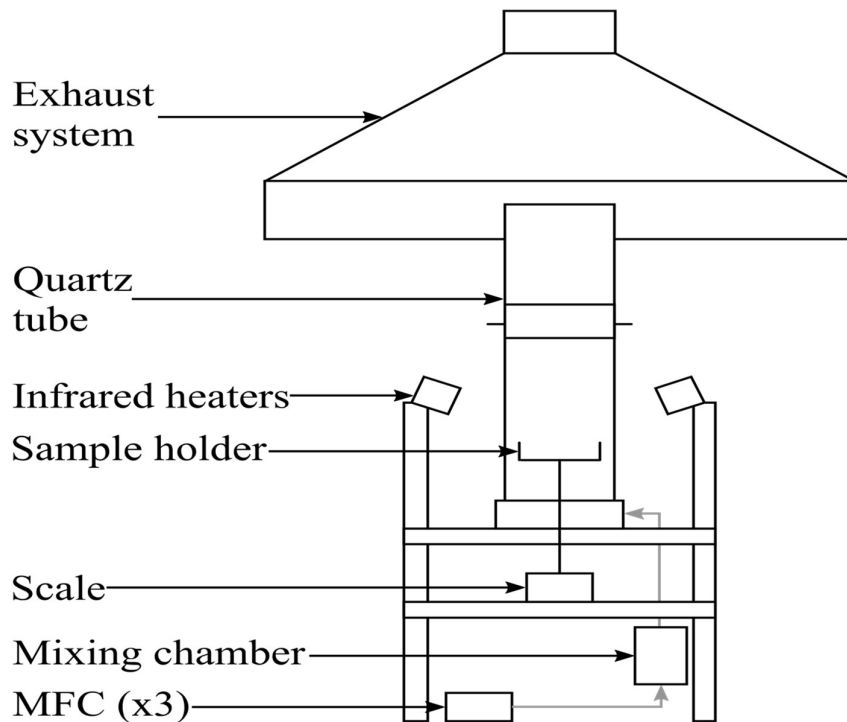 Exhaust
system
Quartz
tube
Infrared heaters
Sample holder
Scale
Mixing chamber
MFC (x3)